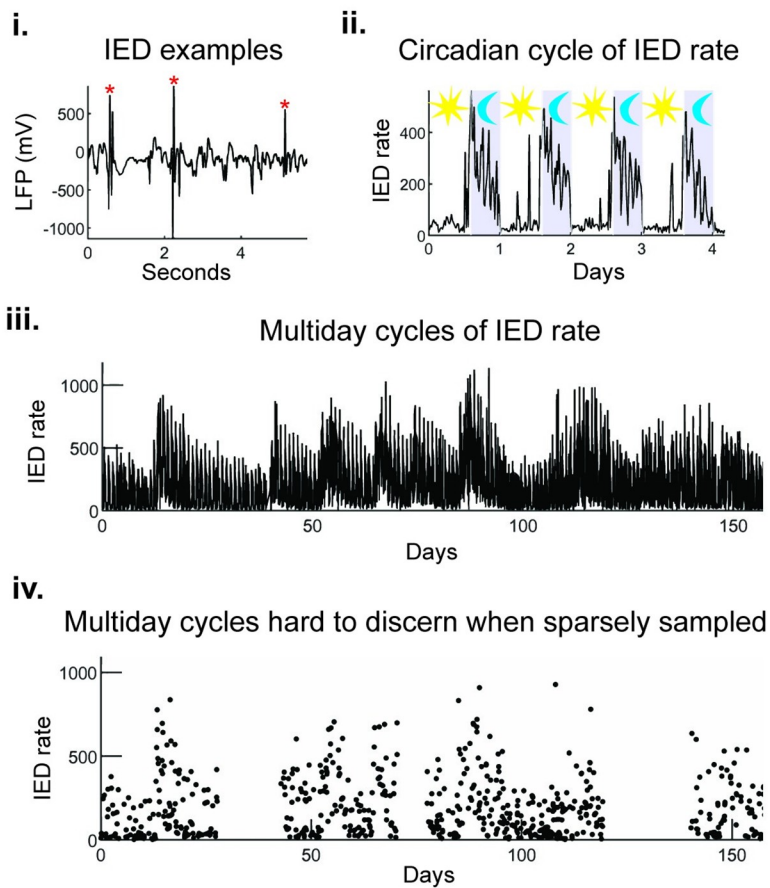 i.
IED examples
*
*
*
LFP (mV)
500
0
-500
-1000
0
2
4
Seconds
ii.
Circadian cycle of IED rate
IED rate
400
200
0
0
1
2
3
4
Days
iii.
Multiday cycles of IED rate
IED rate
1000
500
0
0
50
100
150
Days
iv.
Multiday cycles hard to discern when sparsely sampled
IED rate
1000
500
0
0
50
100
150
Days